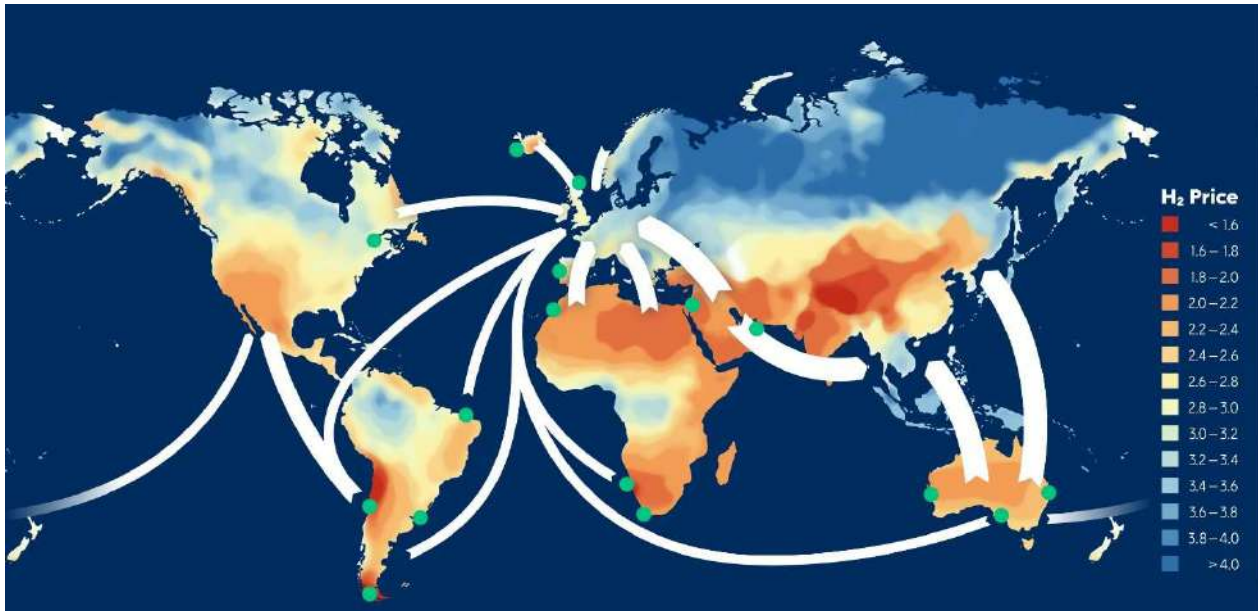 H₂ Price
< 1.6
1.6 – 1.8
1.8 – 2.0
2.0 – 2.2
2.2 – 2.4
2.4 – 2.6
2.6 – 2.8
2.8 – 3.0
3.0 – 3.2
3.2 – 3.4
3.4 – 3.6
3.6 – 3.8
3.8 – 4.0
>4.0